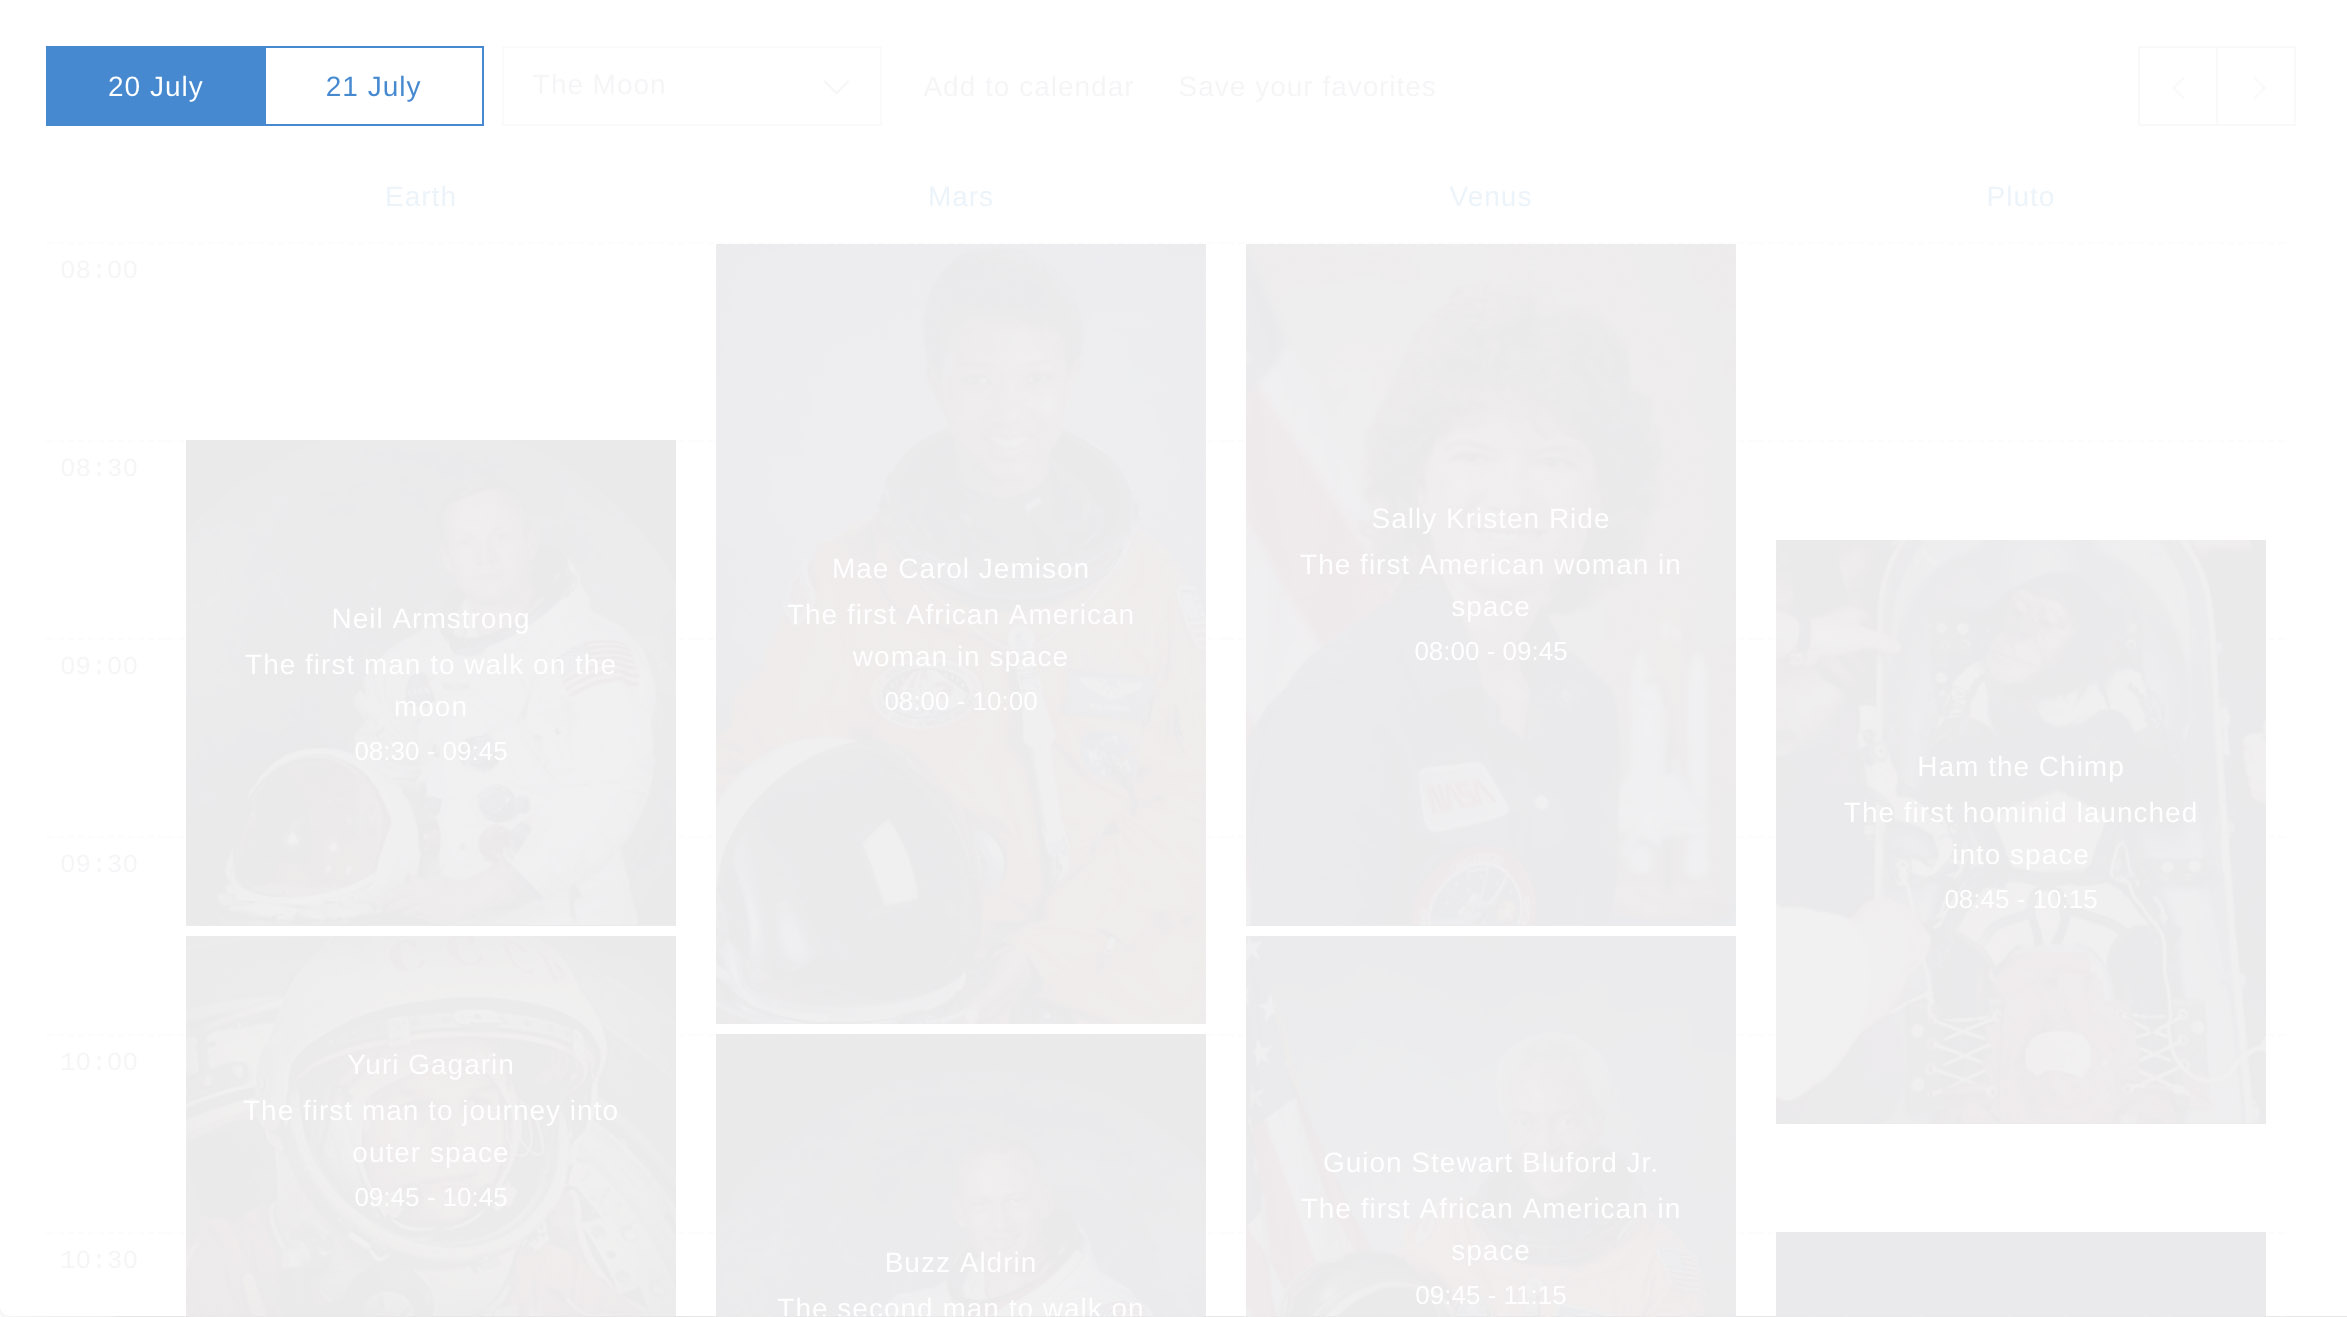 20 July
21 July
The Moon
Add to calendar
Save your favorites
Earth
Mars
Venus
Pluto
08:00
08:30
09:00
09:30
10:00
10:30
Neil Armstrong
The first man to walk on the
moon
08:30 - 09:45
Yuri Gagarin
The first man to journey into
outer space
09:45 - 10:45
Mae Carol Jemison
The first African American
woman in space
08:00 - 10:00
Buzz Aldrin
The second man to walk on
Sally Kristen Ride
The first American woman in
space
08:00 - 09:45
NASA
Guion Stewart Bluford Jr.
The first African American in
space
09:45 - 11:15
Ham the Chimp
The first hominid launched
into space
08:45 - 10:15